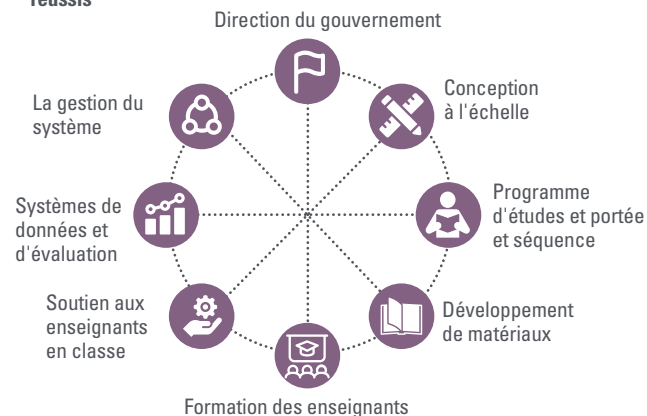 réussis
Direction du gouvernement
Conception
à l'échelle
Programme
d'études et portée
et séquence
Développement
de matériaux
Formation des enseignants
Soutien aux
enseignants
en classe
Systèmes de
données et
d'évaluation
La gestion du
système